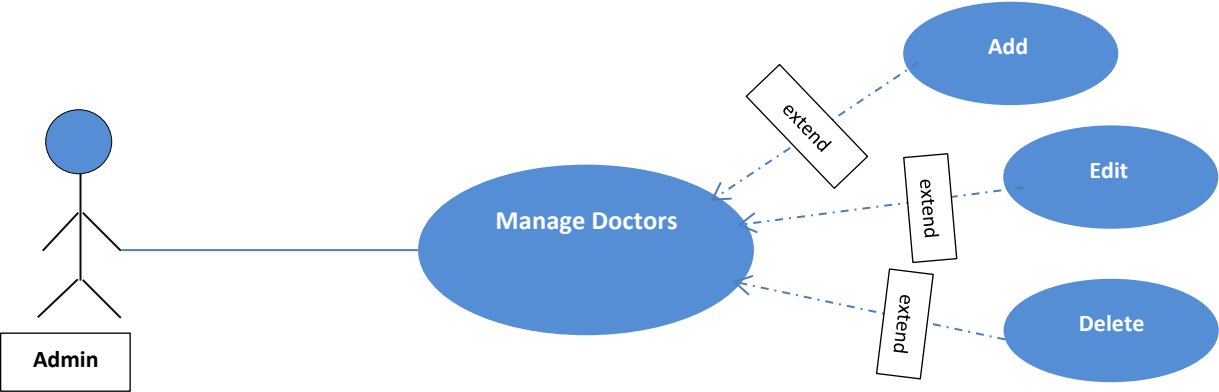 Add
extend
Edit
extend
Manage Doctors
extend
Delete
Admin